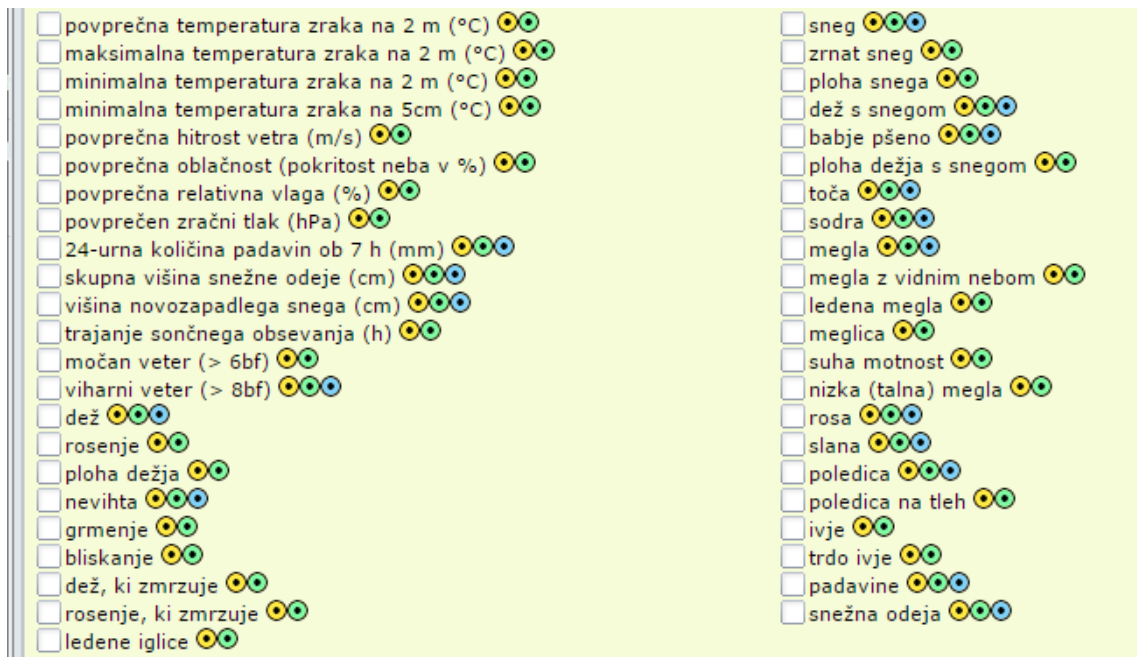 povprečna temperatura zraka na 2 m (°C)
maksimalna temperatura zraka na 2 m (°C)
minimalna temperatura zraka na 2 m (°C)
minimalna temperatura zraka na 5cm (°C)
povprečna hitrost vetra (m/s)
povprečna oblačnost (pokritost neba v %)
povprečna relativna vlaga (%)
povprečen zračni tlak (hPa)
24-urna količina padavin ob 7 h (mm)
skupna višina snežne odeje (cm)
višina novozapadlega snega (cm)
trajanje sončnega obsevanja (h)
močan veter (> 6bf)
viharni veter (> 8bf)
dež
rosenje
ploha dežja
nevihta
grmenje
bliskanje
dež, ki zmrzuje
rosenje, ki zmrzuje
ledene iglice
sneg
zrnat sneg
ploha snega
dež s snegom
babje pšeno
ploha dežja s snegom
toča
sodra
megla
megla z vidnim nebom
ledena megla
meglica
suha motnost
nizka (talna) megla
rosa
slana
poledica
poledica na tleh
ivje
trdo ivje
padavine
snežna odeja